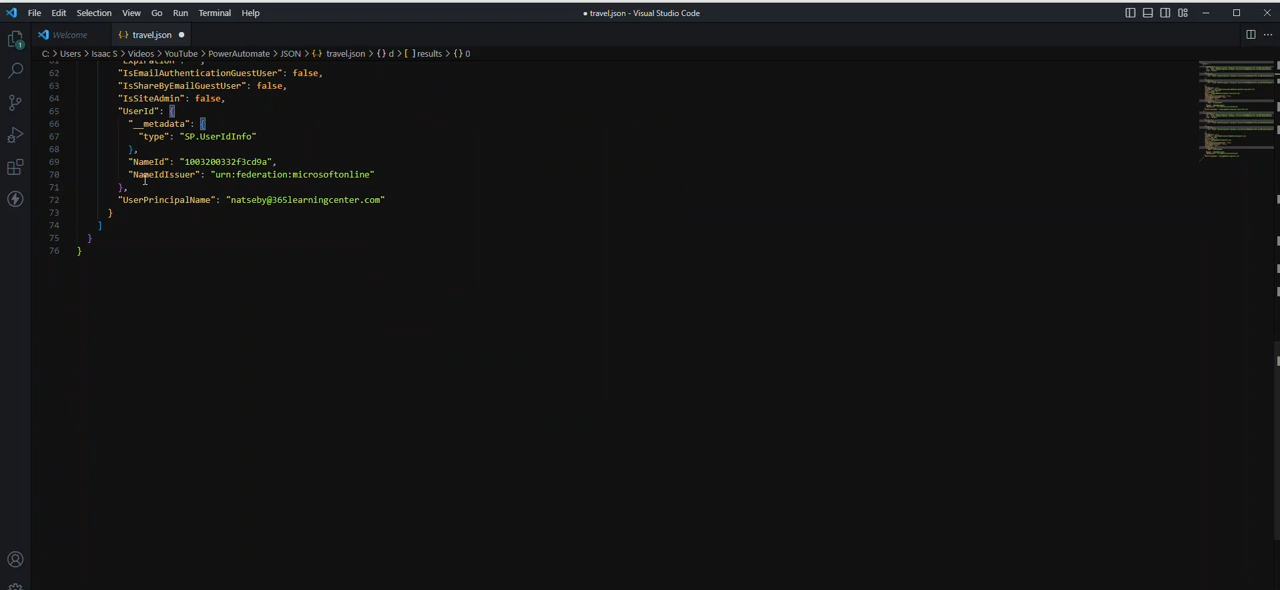 File Edit Selection View Go Run Terminal Help
● travel.json - Visual Studio Code
Welcome
{..} travel.json ●
C: > Users > Isaac S > Videos > YouTube > PowerAutomate > JSON > {..} travel.json > {} d > [ ] results > {} 0
1
61 "Expiration": "",
62 "IsEmailAuthenticationGuestUser": false,
63 "IsShareByEmailGuestUser": false,
64 "IsSiteAdmin": false,
65 "UserId": {
66 "__metadata": {
67 "type": "SP.UserIdInfo"
68 },
69 "NameId": "1003200332f3cd9a",
70 "NameIdIssuer": "urn:federation:microsoftonline"
71 },
72 "UserPrincipalName": "natseby@365learningcenter.com"
73 }
74 ]
75 }
76 }